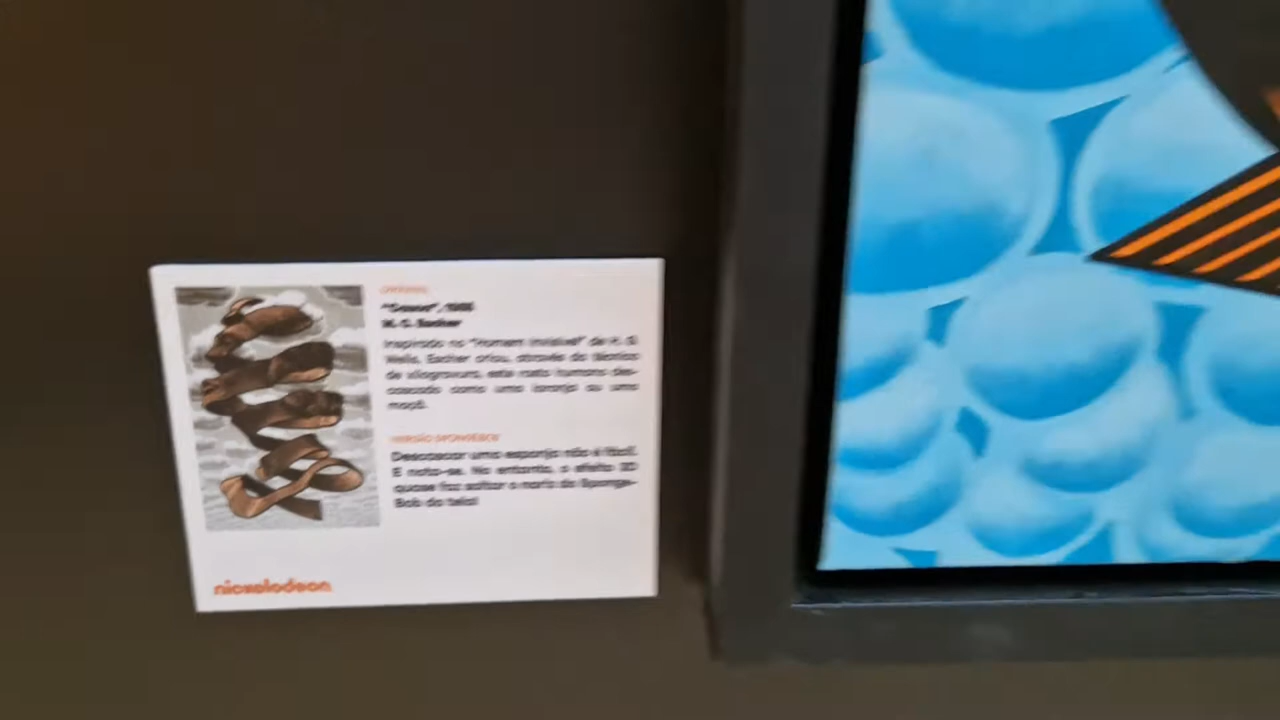 ORIGINAL
M. C. Escher
Inspirado no "Homem Invisível" de H. G.
Wells, Escher criou, através da técnica
de xilogravura, este rosto humano des-
cascado como uma laranja ou uma
maçã.
VERSÃO SPONGEBOB
Descascar uma esponja não é fácil.
E nota-se. No entanto, o efeito 3D
quase faz saltar o nariz do Sponge-
Bob da tela!
nickelodeon